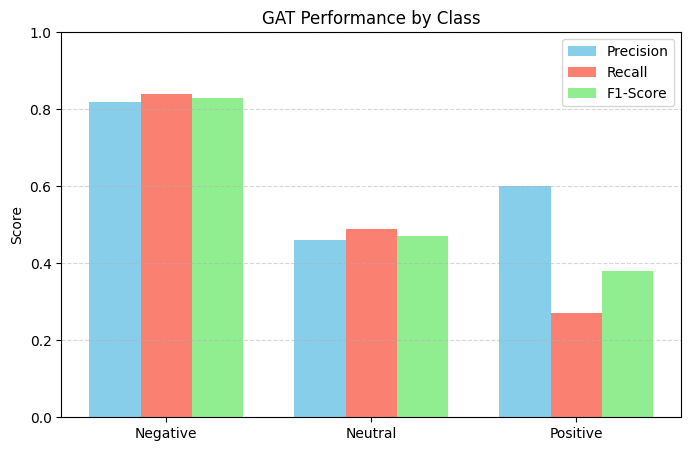 GAT Performance by Class
Precision
Recall
F1-Score
Score
1.0
0.8
0.6
0.4
0.2
0.0
Negative Neutral Positive